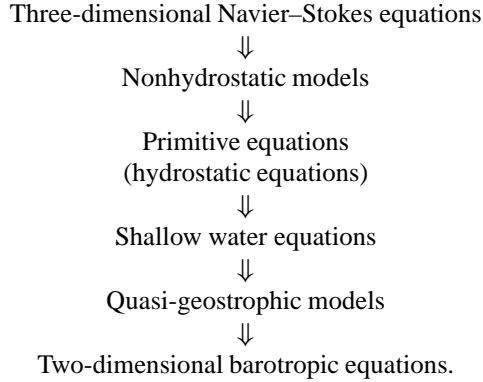 Three-dimensional Navier–Stokes equations
⇓
Nonhydrostatic models
⇓
Primitive equations
(hydrostatic equations)
⇓
Shallow water equations
⇓
Quasi-geostrophic models
⇓
Two-dimensional barotropic equations.